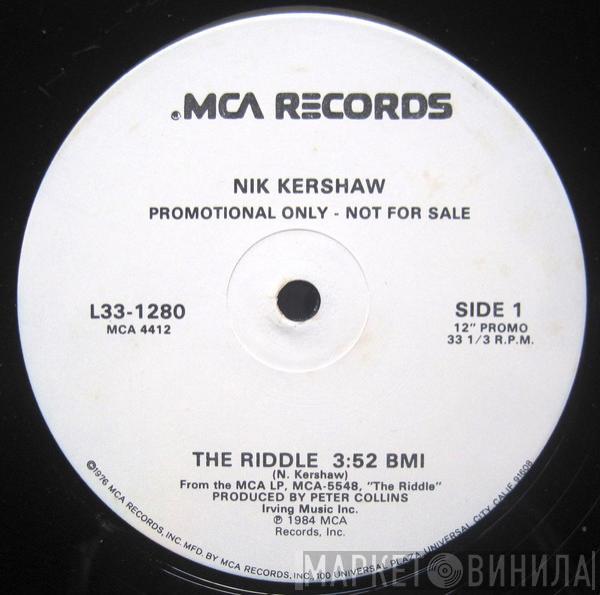 MCA RECORDS
NIK KERSHAW
PROMOTIONAL ONLY - NOT FOR SALE
L33-1280
MCA 4412
SIDE 1
12" PROMO
33 1/3 R.P.M.
THE RIDDLE 3:52 BMI
(N. Kershaw)
From the MCA LP, MCA-5548, "The Riddle"
PRODUCED BY PETER COLLINS
Irving Music Inc.
℗ 1984 MCA
Records, Inc.
©1976 MCA RECORDS, INC. MFD. BY MCA RECORDS, INC., 100 UNIVERSAL PLAZA, UNIVERSAL CITY, CALIF. 91608
МАРКЕТ ВИНИЛА